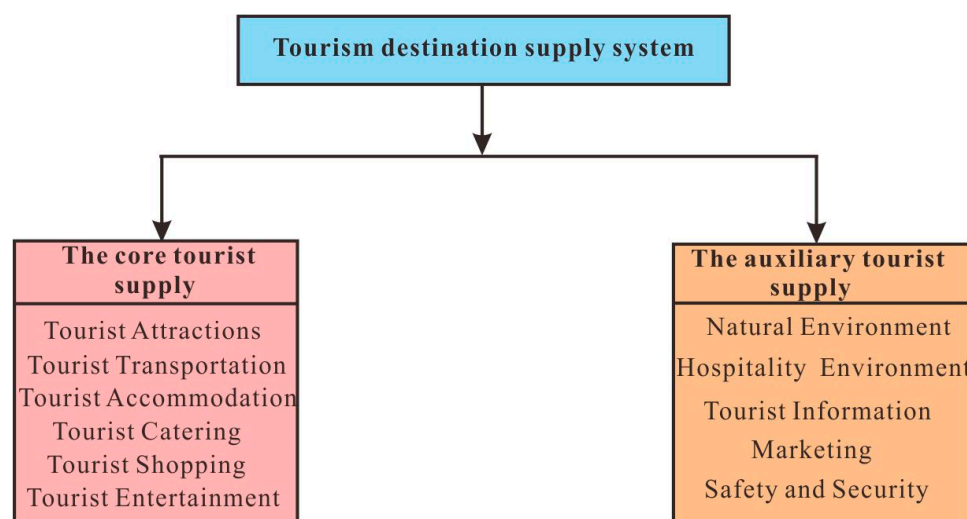 Tourism destination supply system
The core tourist
supply
Tourist Attractions
Tourist Transportation
Tourist Accommodation
Tourist Catering
Tourist Shopping
Tourist Entertainment
The auxiliary tourist
supply
Natural Environment
Hospitality Environment
Tourist Information
Marketing
Safety and Security